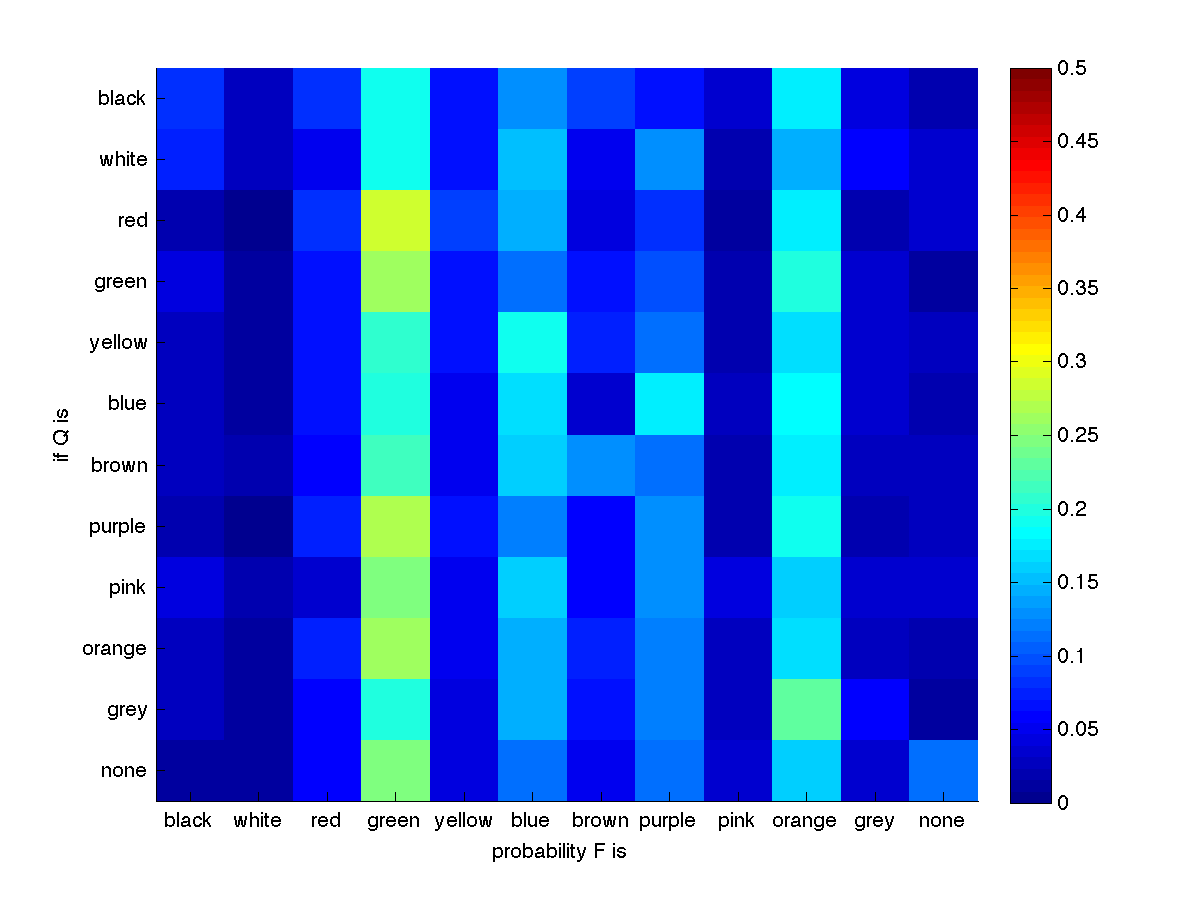 black
white
red
green
yellow
blue
brown
purple
pink
orange
grey
none
if Q is
black white red green yellow blue brown purple pink orange grey none
probability F is
0.5
0.45
0.4
0.35
0.3
0.25
0.2
0.15
0.1
0.05
0